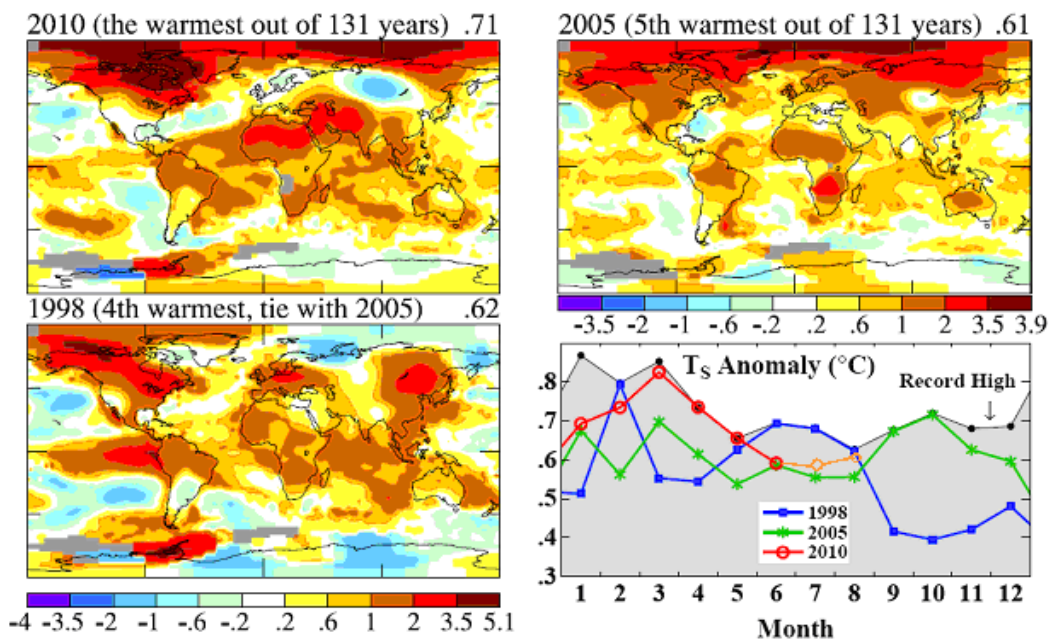 2010 (the warmest out of 131 years) .71
2005 (5th warmest out of 131 years) .61
-3.5 -2 -1 -.6 -.2 .2 .6 1 2 3.5 3.9
1998 (4th warmest, tie with 2005) .62
-4 -3.5 -2 -1 -.6 -.2 .2 .6 1 2 3.5 5.1
TS Anomaly (°C)
Record High
.8
.7
.6
.5
.4
.3
1998
2005
2010
1 2 3 4 5 6 7 8 9 10 11 12
Month